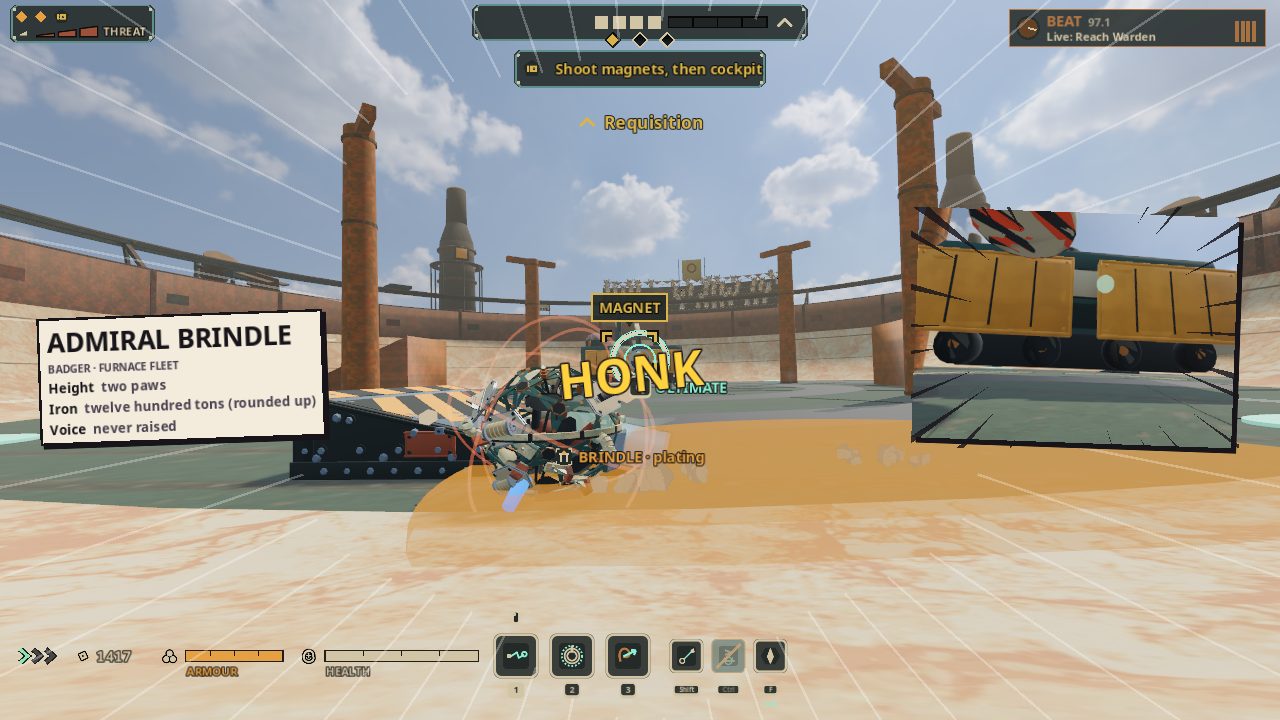 THREAT
Shoot magnets, then cockpit
BEAT 97.1
Live: Reach Warden
Requisition
MAGNET
HONK
ULTIMATE
ADMIRAL BRINDLE
BADGER · FURNACE FLEET
Height two paws
Iron twelve hundred tons (rounded up)
Voice never raised
BRINDLE · plating
1417
ARMOUR
HEALTH
1
2
3
Shift
Ctrl
F